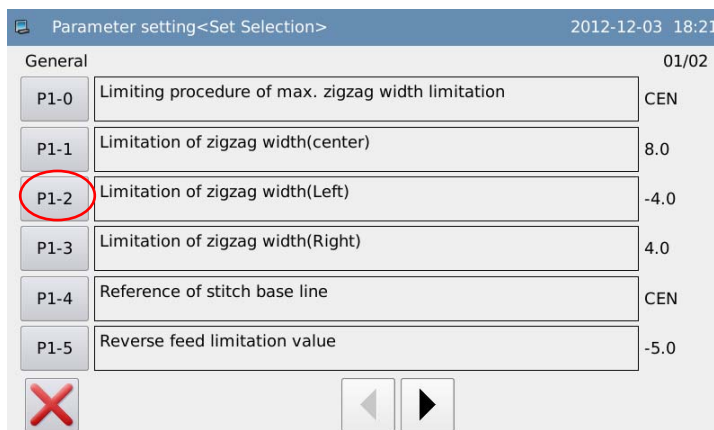 Parameter setting<Set Selection> 2012-12-03 18:21
General 01/02
P1-0 Limiting procedure of max. zigzag width limitation CEN
P1-1 Limitation of zigzag width(center) 8.0
P1-2 Limitation of zigzag width(Left) -4.0
P1-3 Limitation of zigzag width(Right) 4.0
P1-4 Reference of stitch base line CEN
P1-5 Reverse feed limitation value -5.0